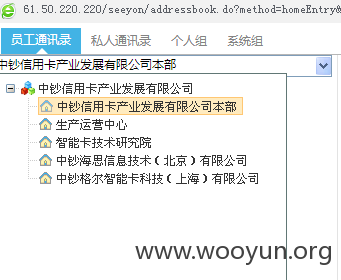 61.50.220.220/seeyon/addressbook.do?method=homeEntry&
员工通讯录 私人通讯录 个人组 系统组
中钞信用卡产业发展有限公司本部
中钞信用卡产业发展有限公司
中钞信用卡产业发展有限公司本部
生产运营中心
智能卡技术研究院
中钞海思信息技术（北京）有限公司
中钞格尔智能卡科技（上海）有限公司
www.wooyun.org